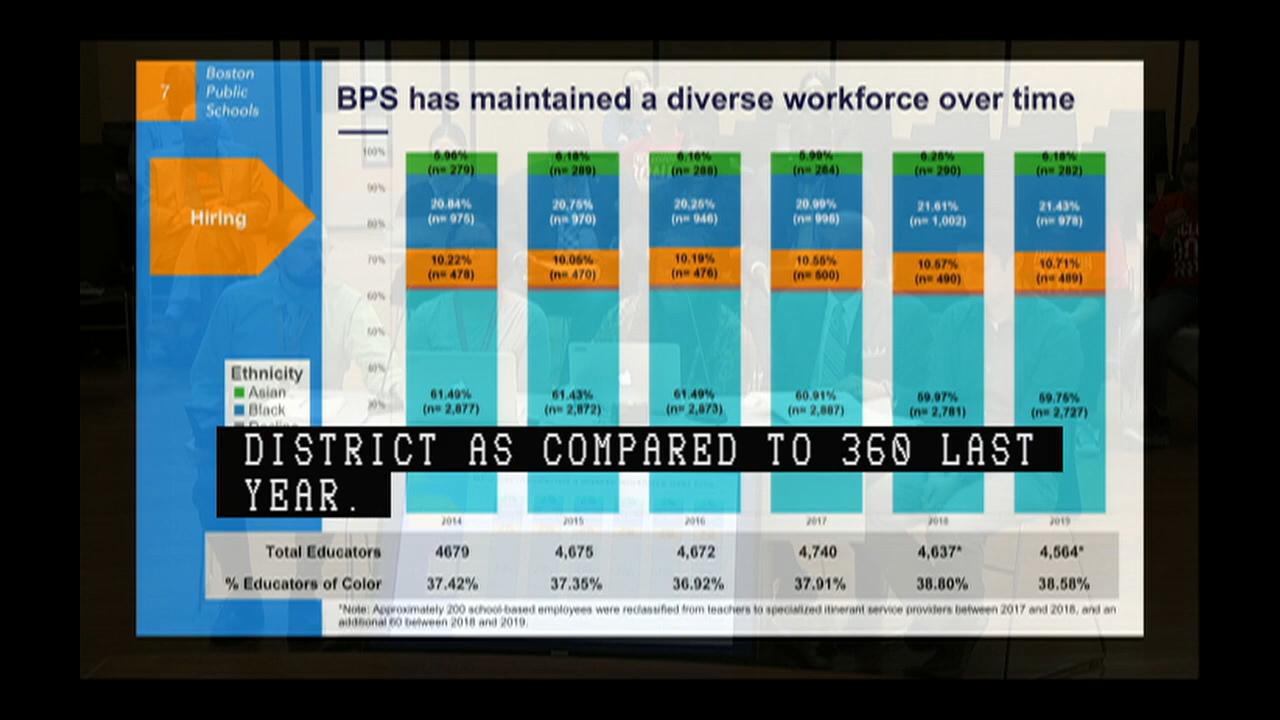 7
Boston
Public
Schools
BPS has maintained a diverse workforce over time
Hiring
100%
90%
80%
70%
60%
50%
40%
30%
5.96% 6.18% 6.16% 5.99% 6.25% 6.18%
(n= 279) (n= 289) (n= 288) (n= 284) (n= 290) (n= 282)
20.84% 20.75% 20.25% 20.99% 21.61% 21.43%
(n= 975) (n= 970) (n= 946) (n= 995) (n= 1,002) (n= 978)
10.22% 10.05% 10.19% 10.55% 10.57% 10.71%
(n= 478) (n= 470) (n= 476) (n= 500) (n= 490) (n= 489)
61.49% 61.43% 61.49% 60.91% 59.97% 59.75%
(n= 2,877) (n= 2,872) (n= 2,873) (n= 2,887) (n= 2,781) (n= 2,727)
Ethnicity
Asian
Black
DISTRICT AS COMPARED TO 360 LAST
YEAR.
2014 2015 2016 2017 2018 2019
Total Educators 4679 4,675 4,672 4,740 4,637* 4,564*
% Educators of Color 37.42% 37.35% 36.92% 37.91% 38.80% 38.58%
*Note: Approximately 200 school-based employees were reclassified from teachers to specialized itinerant service providers between 2017 and 2018, and an
additional 60 between 2018 and 2019.